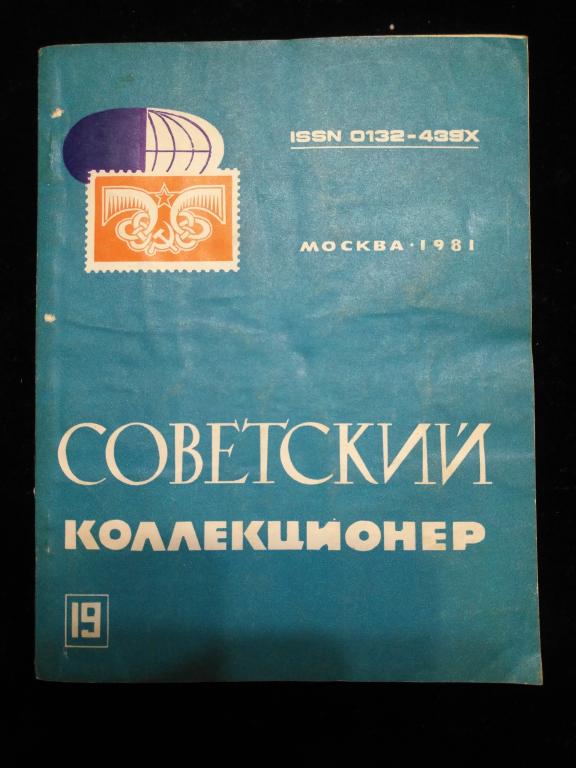 ISSN 0132-439X
МОСКВА·1981
СОВЕТСКИЙ
КОЛЛЕКЦИОНЕР
19